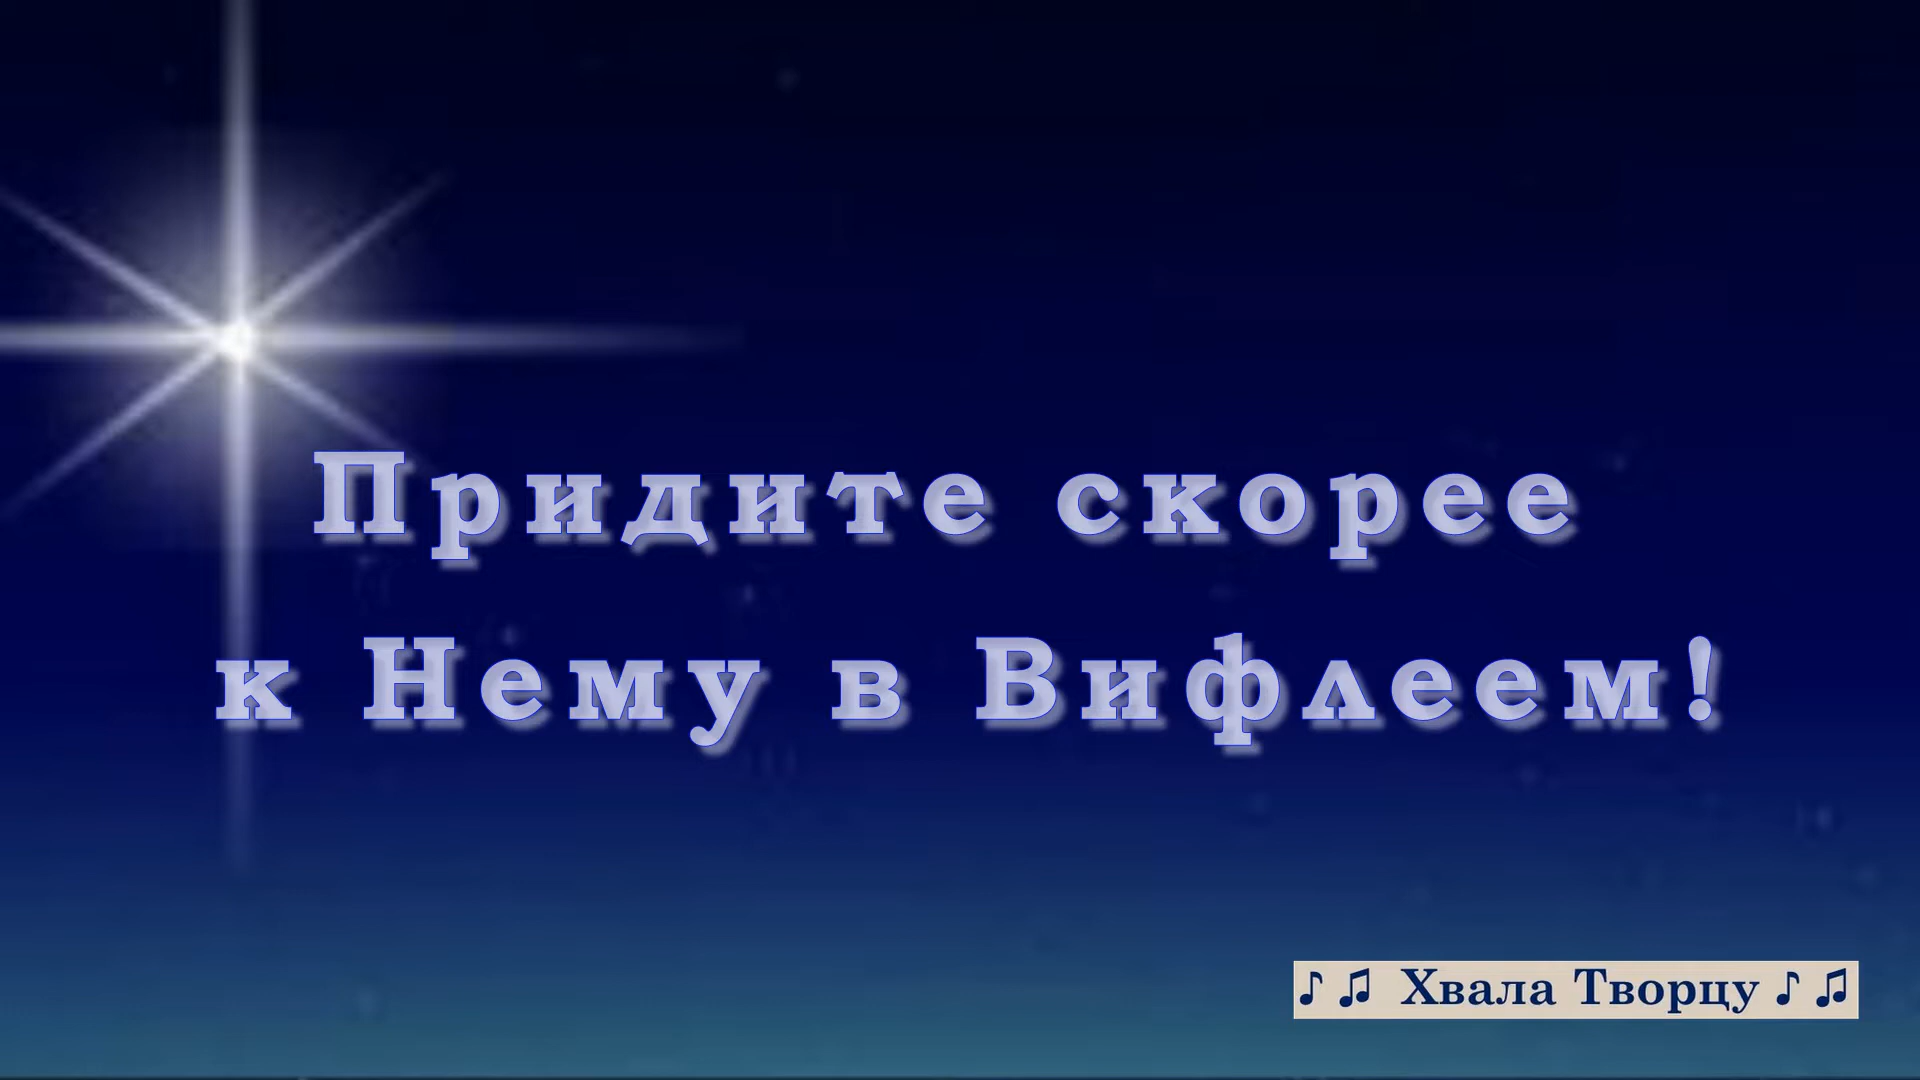 Придите скорее
к Нему в Вифлеем!
♪ ♫ Хвала Творцу ♪ ♫